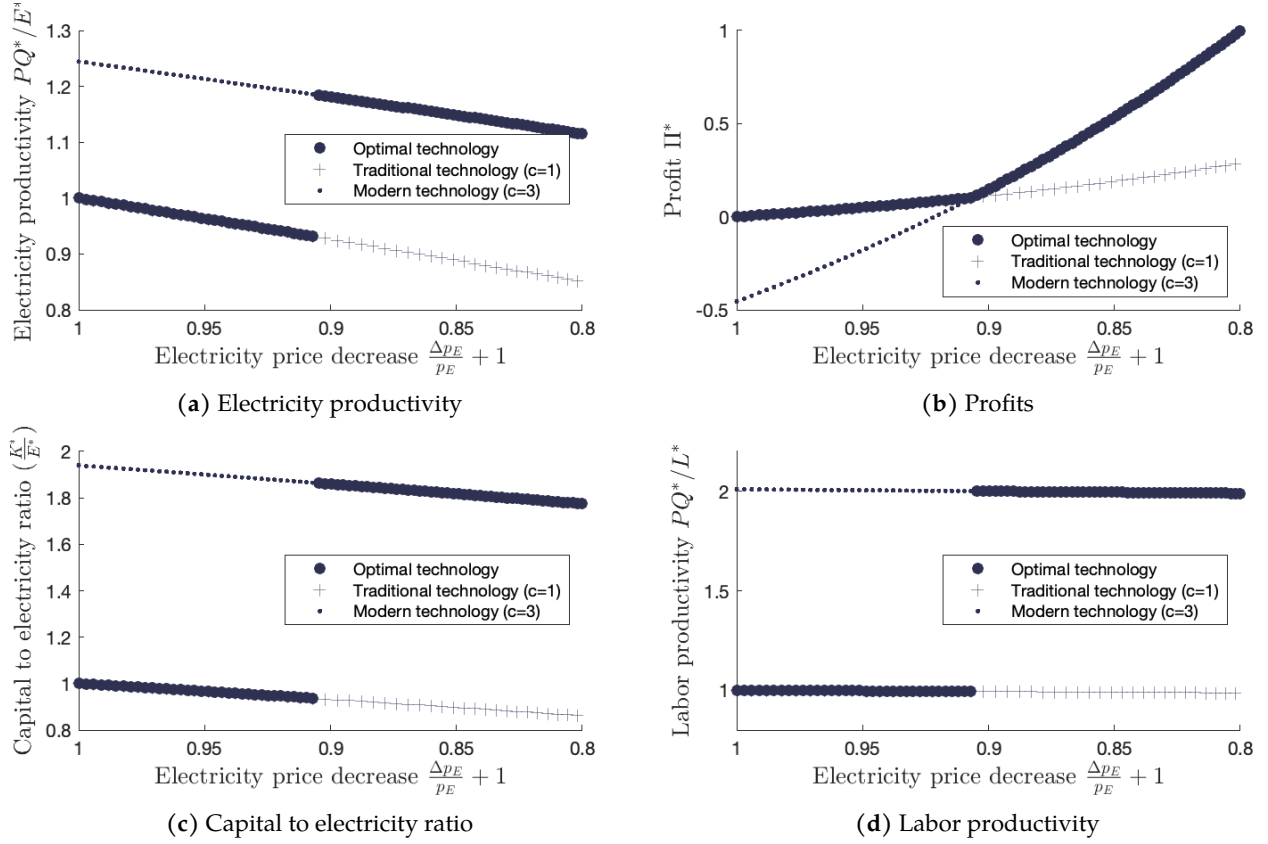 Electricity productivity PQ*/E*
1.3
1.2
1.1
1
0.9
0.8
Optimal technology
Traditional technology (c=1)
Modern technology (c=3)
1 0.95 0.9 0.85 0.8
Electricity price decrease Δp_E/p_E + 1
(a) Electricity productivity
Profit Π*
1
0.5
0
-0.5
Optimal technology
Traditional technology (c=1)
Modern technology (c=3)
1 0.95 0.9 0.85 0.8
Electricity price decrease Δp_E/p_E + 1
(b) Profits
Capital to electricity ratio (K*/E*)
2
1.8
1.6
1.4
1.2
1
0.8
Optimal technology
Traditional technology (c=1)
Modern technology (c=3)
1 0.95 0.9 0.85 0.8
Electricity price decrease Δp_E/p_E + 1
(c) Capital to electricity ratio
Labor productivity PQ*/L*
2
1.5
1
Optimal technology
Traditional technology (c=1)
Modern technology (c=3)
1 0.95 0.9 0.85 0.8
Electricity price decrease Δp_E/p_E + 1
(d) Labor productivity